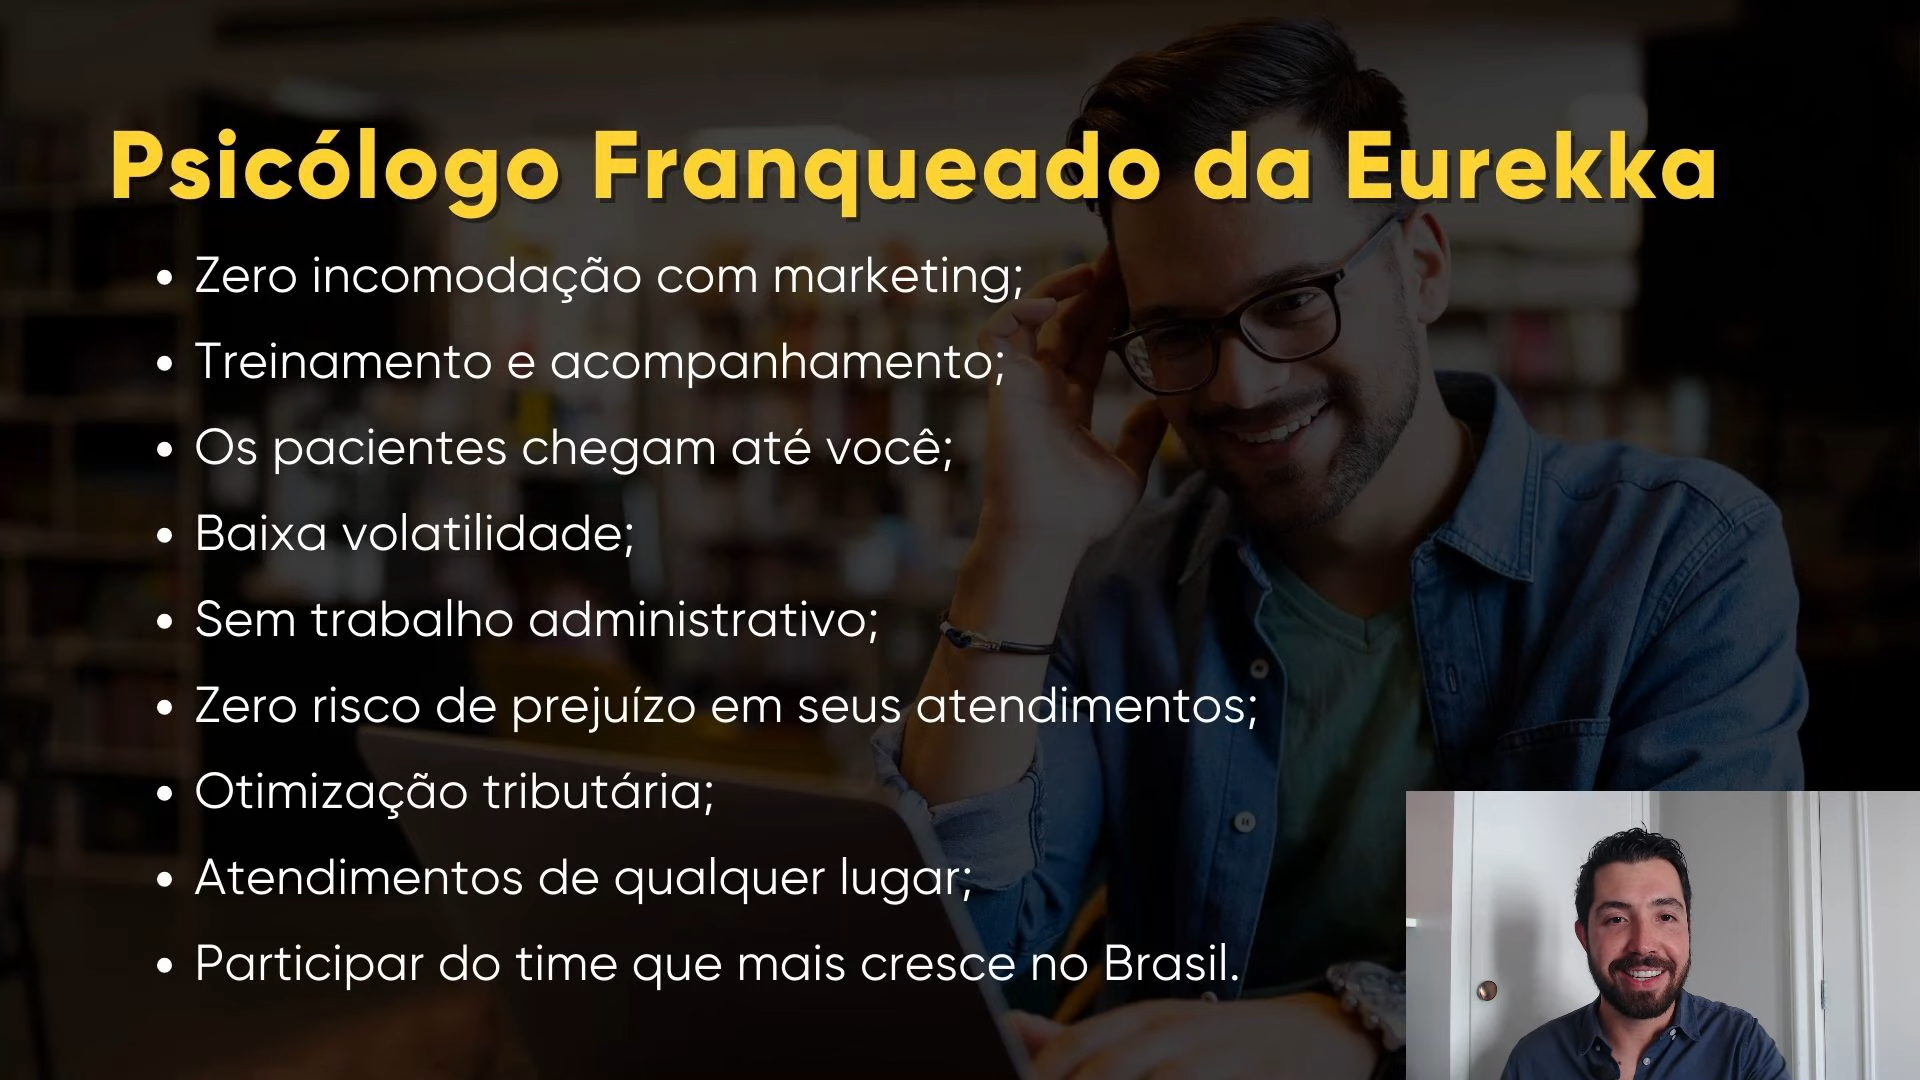 Psicólogo Franqueado da Eurekka
• Zero incomodação com marketing;
• Treinamento e acompanhamento;
• Os pacientes chegam até você;
• Baixa volatilidade;
• Sem trabalho administrativo;
• Zero risco de prejuízo em seus atendimentos;
• Otimização tributária;
• Atendimentos de qualquer lugar;
• Participar do time que mais cresce no Brasil.